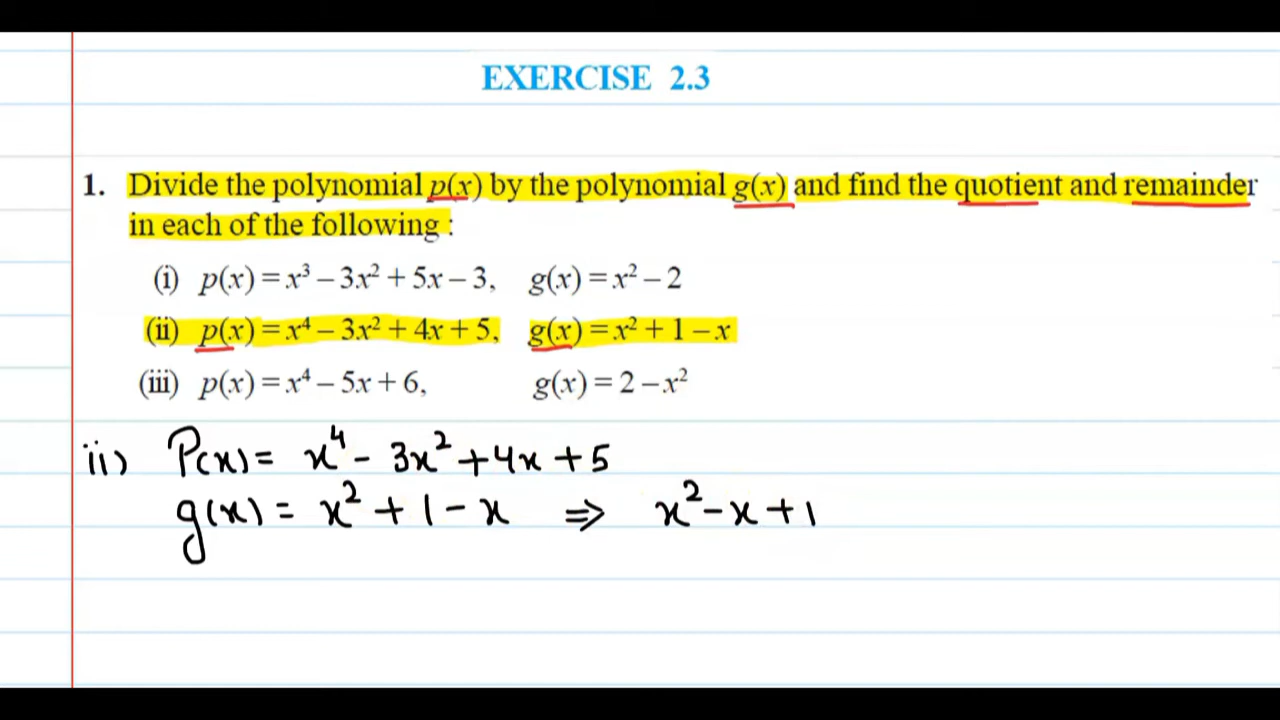 EXERCISE 2.3
1. Divide the polynomial p(x) by the polynomial g(x) and find the quotient and remainder
in each of the following :
(i) p(x) = x³ – 3x² + 5x – 3, g(x) = x² – 2
(ii) p(x) = x⁴ – 3x² + 4x + 5, g(x) = x² + 1 – x
(iii) p(x) = x⁴ – 5x + 6, g(x) = 2 – x²
ii) P(x) = x⁴ - 3x² + 4x + 5
g(x) = x² + 1 - x ⇒ x² - x + 1